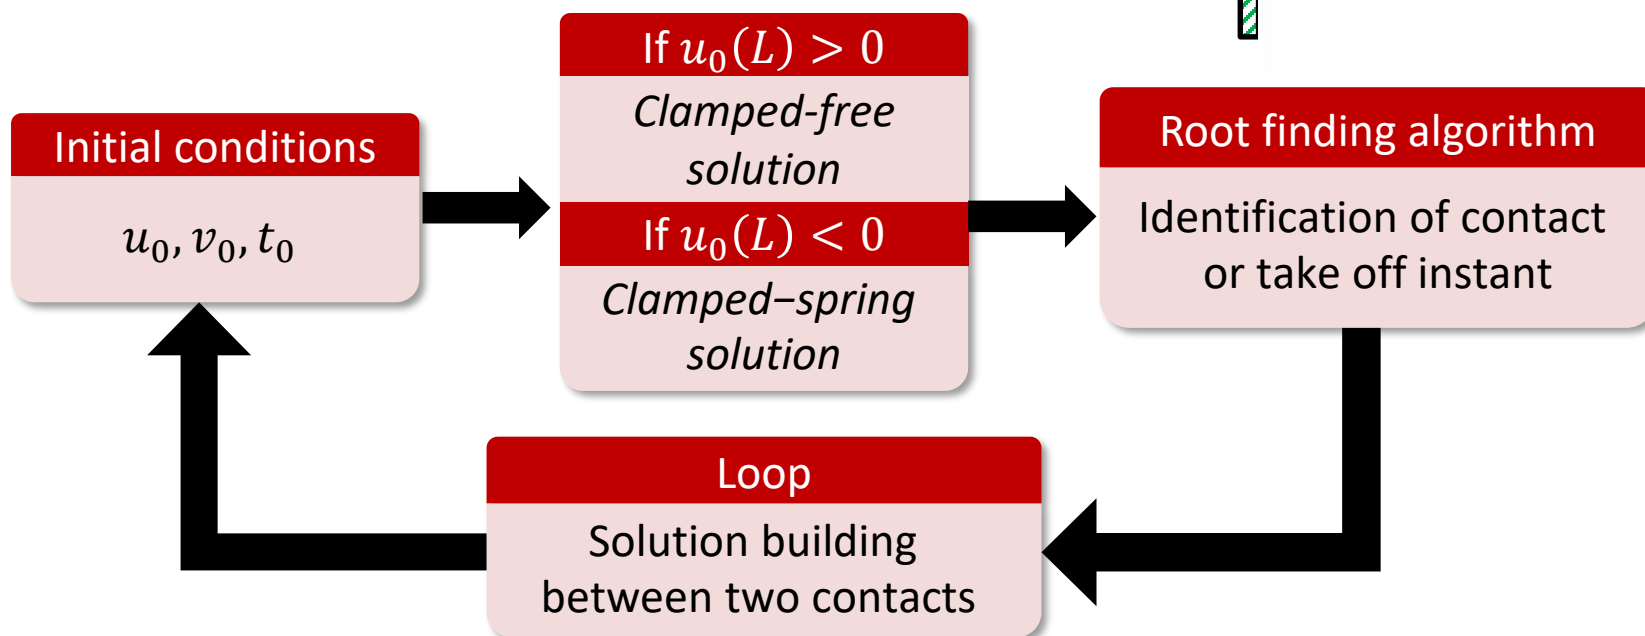 Initial conditions
u₀, v₀, t₀
If u₀(L) > 0
Clamped-free
solution
If u₀(L) < 0
Clamped–spring
solution
Root finding algorithm
Identification of contact
or take off instant
Loop
Solution building
between two contacts